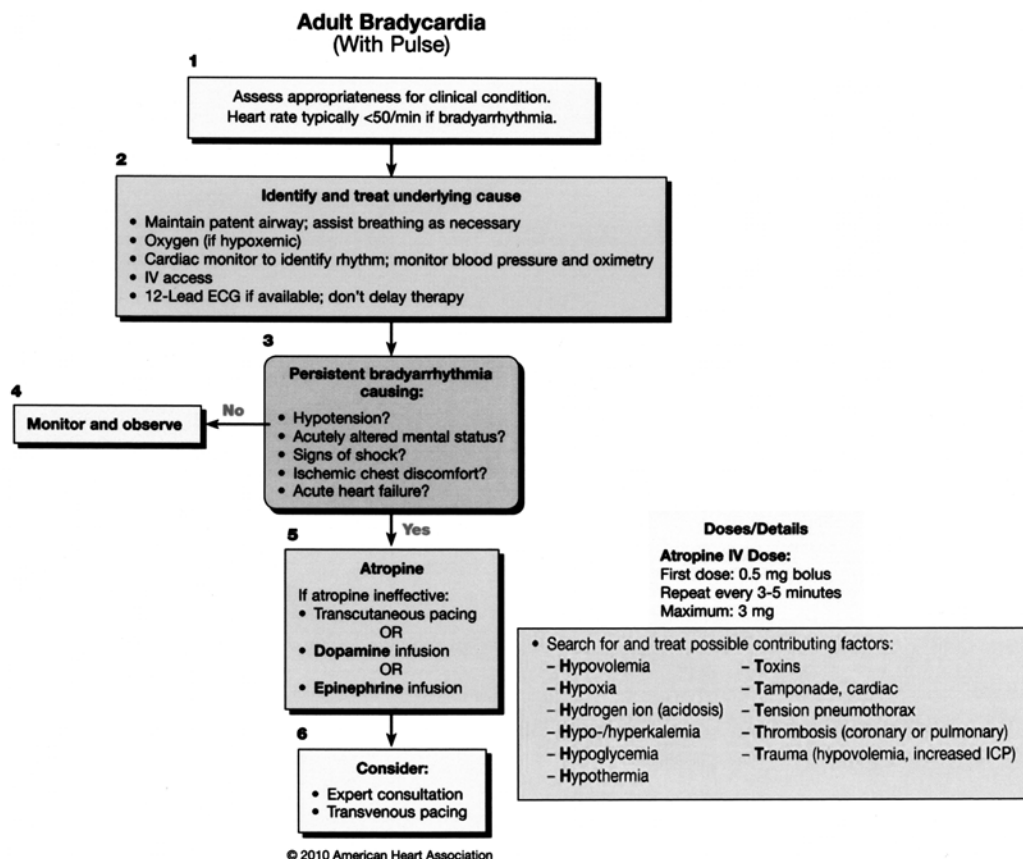 Adult Bradycardia
(With Pulse)
1
Assess appropriateness for clinical condition.
Heart rate typically <50/min if bradyarrhythmia.
2
Identify and treat underlying cause
• Maintain patent airway; assist breathing as necessary
• Oxygen (if hypoxemic)
• Cardiac monitor to identify rhythm; monitor blood pressure and oximetry
• IV access
• 12-Lead ECG if available; don't delay therapy
3
Persistent bradyarrhythmia
causing:
• Hypotension?
• Acutely altered mental status?
• Signs of shock?
• Ischemic chest discomfort?
• Acute heart failure?
4
No
Monitor and observe
Yes
5
Atropine
If atropine ineffective:
• Transcutaneous pacing
OR
• Dopamine infusion
OR
• Epinephrine infusion
6
Consider:
• Expert consultation
• Transvenous pacing
© 2010 American Heart Association
Doses/Details
Atropine IV Dose:
First dose: 0.5 mg bolus
Repeat every 3-5 minutes
Maximum: 3 mg
• Search for and treat possible contributing factors:
– Hypovolemia
– Hypoxia
– Hydrogen ion (acidosis)
– Hypo-/hyperkalemia
– Hypoglycemia
– Hypothermia
– Toxins
– Tamponade, cardiac
– Tension pneumothorax
– Thrombosis (coronary or pulmonary)
– Trauma (hypovolemia, increased ICP)